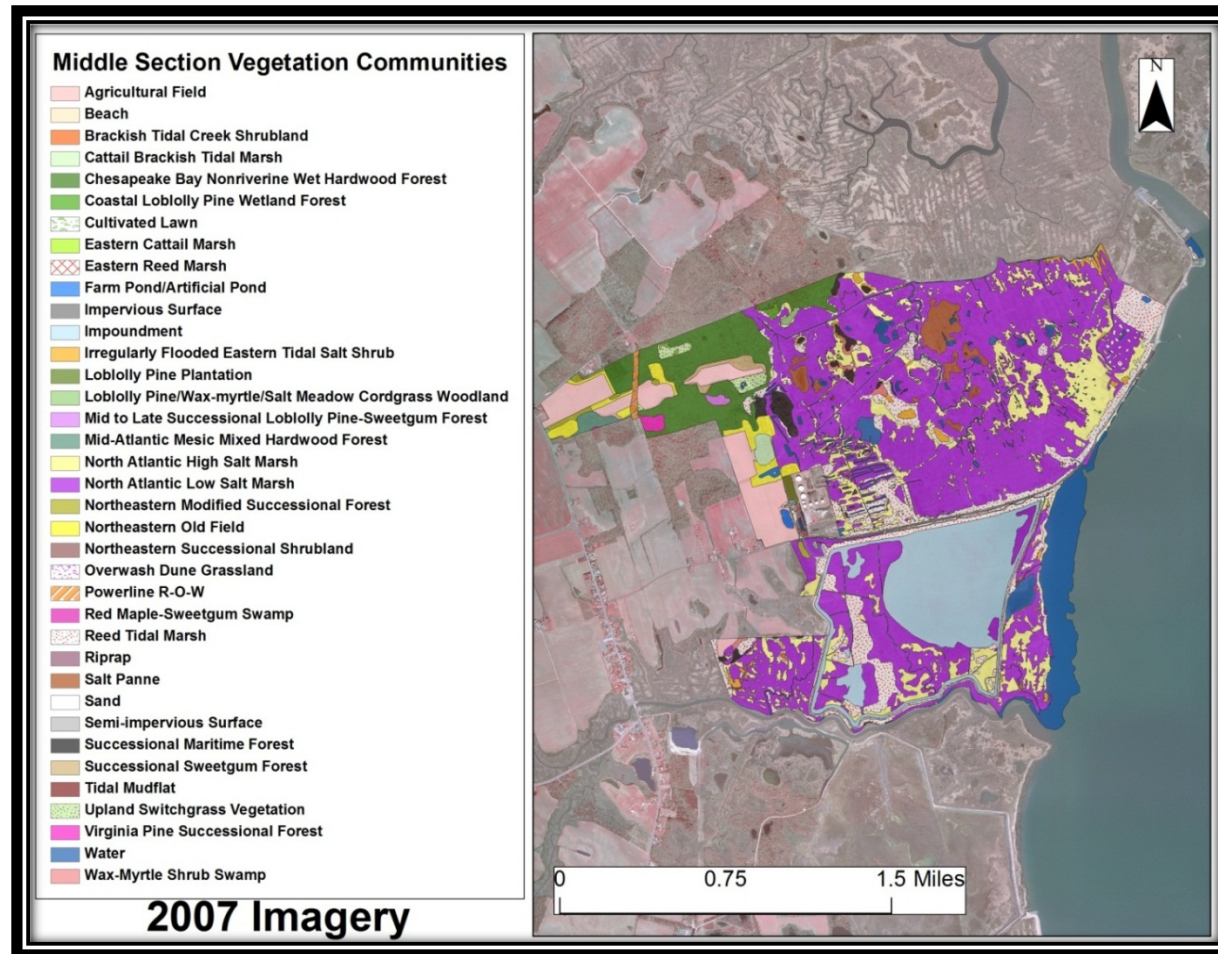 Middle Section Vegetation Communities
Agricultural Field
Beach
Brackish Tidal Creek Shrubland
Cattail Brackish Tidal Marsh
Chesapeake Bay Nonriverine Wet Hardwood Forest
Coastal Loblolly Pine Wetland Forest
Cultivated Lawn
Eastern Cattail Marsh
Eastern Reed Marsh
Farm Pond/Artificial Pond
Impervious Surface
Impoundment
Irregularly Flooded Eastern Tidal Salt Shrub
Loblolly Pine Plantation
Loblolly Pine/Wax-myrtle/Salt Meadow Cordgrass Woodland
Mid to Late Successional Loblolly Pine-Sweetgum Forest
Mid-Atlantic Mesic Mixed Hardwood Forest
North Atlantic High Salt Marsh
North Atlantic Low Salt Marsh
Northeastern Modified Successional Forest
Northeastern Old Field
Northeastern Successional Shrubland
Overwash Dune Grassland
Powerline R-O-W
Red Maple-Sweetgum Swamp
Reed Tidal Marsh
Riprap
Salt Panne
Sand
Semi-impervious Surface
Successional Maritime Forest
Successional Sweetgum Forest
Tidal Mudflat
Upland Switchgrass Vegetation
Virginia Pine Successional Forest
Water
Wax-Myrtle Shrub Swamp
2007 Imagery
N
0 0.75 1.5 Miles